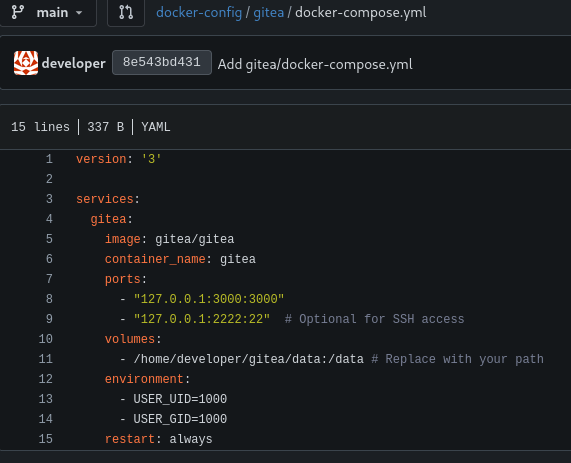 main
docker-config / gitea / docker-compose.yml
developer 8e543bd431 Add gitea/docker-compose.yml
15 lines | 337 B | YAML
1 version: '3'
2
3 services:
4   gitea:
5     image: gitea/gitea
6     container_name: gitea
7     ports:
8       - "127.0.0.1:3000:3000"
9       - "127.0.0.1:2222:22"  # Optional for SSH access
10     volumes:
11       - /home/developer/gitea/data:/data # Replace with your path
12     environment:
13       - USER_UID=1000
14       - USER_GID=1000
15     restart: always